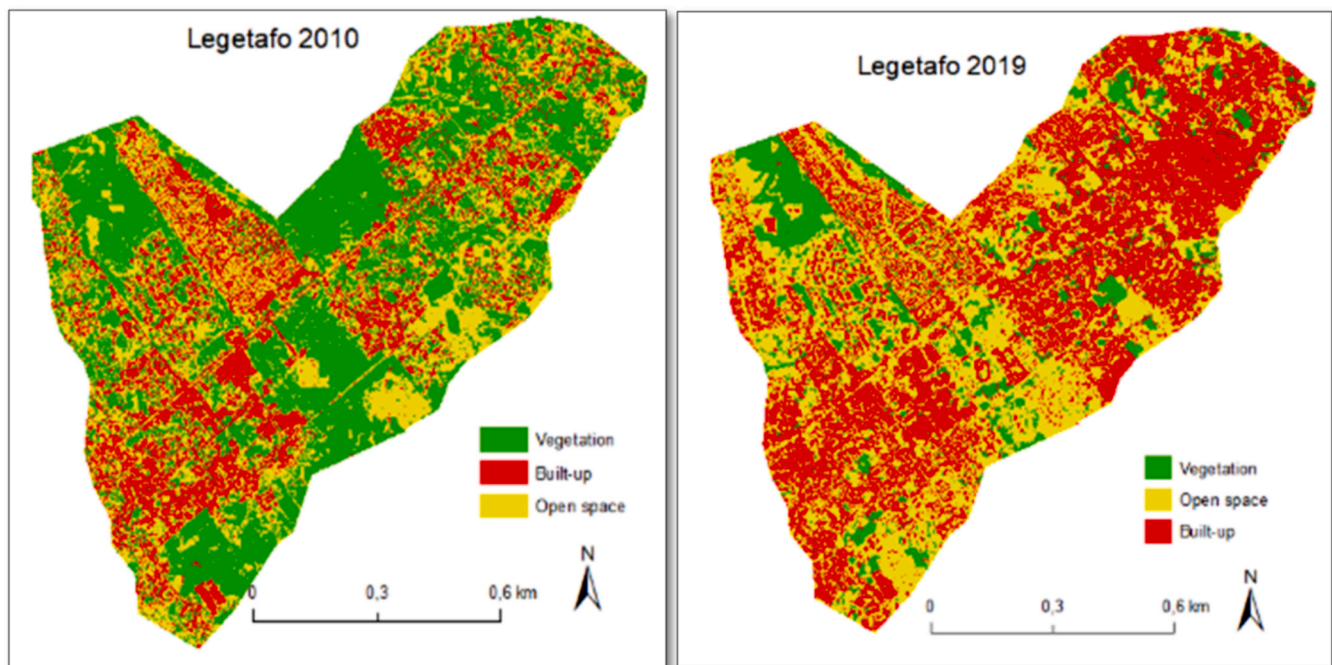 Legetafo 2010
Vegetation
Built-up
Open space
N
0
0,3
0,6 km
Legetafo 2019
Vegetation
Open space
Built-up
N
0
0,3
0,6 km